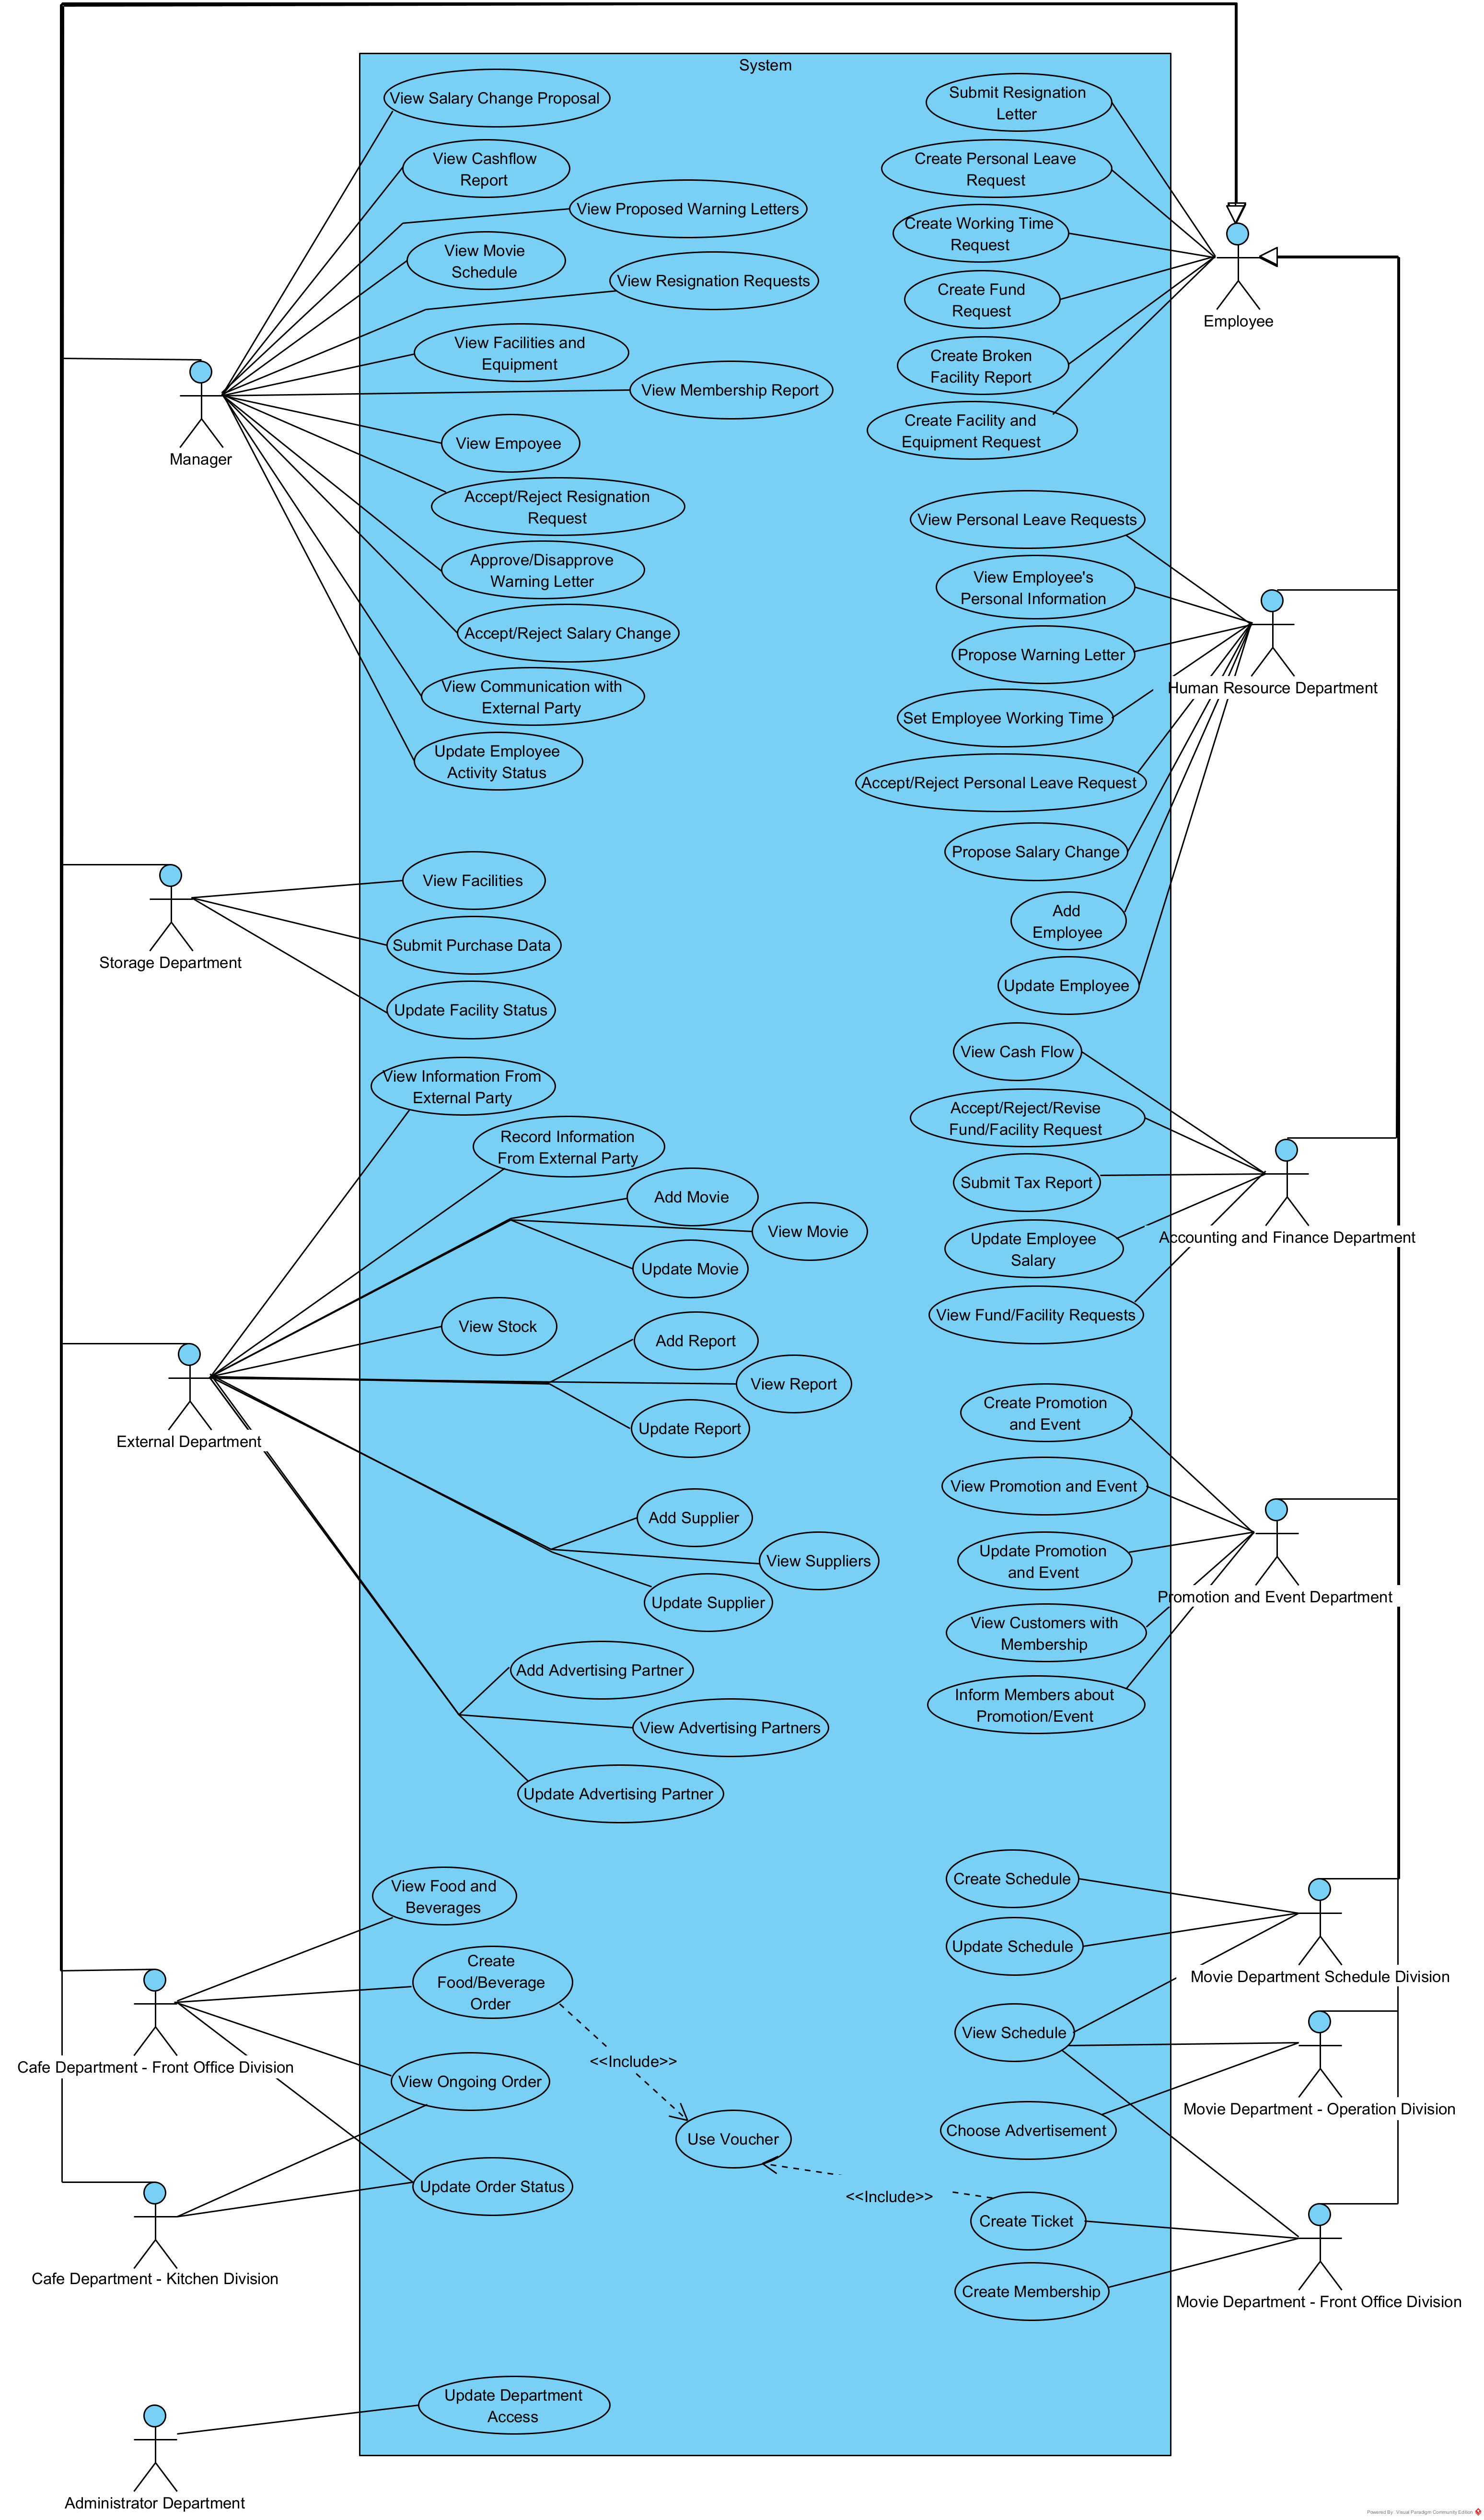 System
View Salary Change Proposal
View Cashflow
Report
View Proposed Warning Letters
View Movie
Schedule
View Resignation Requests
View Facilities and
Equipment
View Membership Report
View Empoyee
Accept/Reject Resignation
Request
Approve/Disapprove
Warning Letter
Accept/Reject Salary Change
View Communication with
External Party
Update Employee
Activity Status
Manager
Submit Resignation
Letter
Create Personal Leave
Request
Create Working Time
Request
Create Fund
Request
Create Broken
Facility Report
Create Facility and
Equipment Request
Employee
View Personal Leave Requests
View Employee's
Personal Information
Propose Warning Letter
Set Employee Working Time
Accept/Reject Personal Leave Request
Propose Salary Change
Add
Employee
Update Employee
Human Resource Department
View Facilities
Submit Purchase Data
Update Facility Status
Storage Department
View Cash Flow
Accept/Reject/Revise
Fund/Facility Request
Submit Tax Report
Update Employee
Salary
View Fund/Facility Requests
Accounting and Finance Department
View Information From
External Party
Record Information
From External Party
Add Movie
View Movie
Update Movie
View Stock
Add Report
View Report
Update Report
Add Supplier
View Suppliers
Update Supplier
Add Advertising Partner
View Advertising Partners
Update Advertising Partner
External Department
Create Promotion
and Event
View Promotion and Event
Update Promotion
and Event
View Customers with
Membership
Inform Members about
Promotion/Event
Promotion and Event Department
View Food and
Beverages
Create
Food/Beverage
Order
View Ongoing Order
Update Order Status
Cafe Department - Front Office Division
Cafe Department - Kitchen Division
<<Include>>
Use Voucher
<<Include>>
Create Schedule
Update Schedule
View Schedule
Choose Advertisement
Create Ticket
Create Membership
Movie Department Schedule Division
Movie Department - Operation Division
Movie Department - Front Office Division
Update Department
Access
Administrator Department
Powered By: Visual Paradigm Community Edition